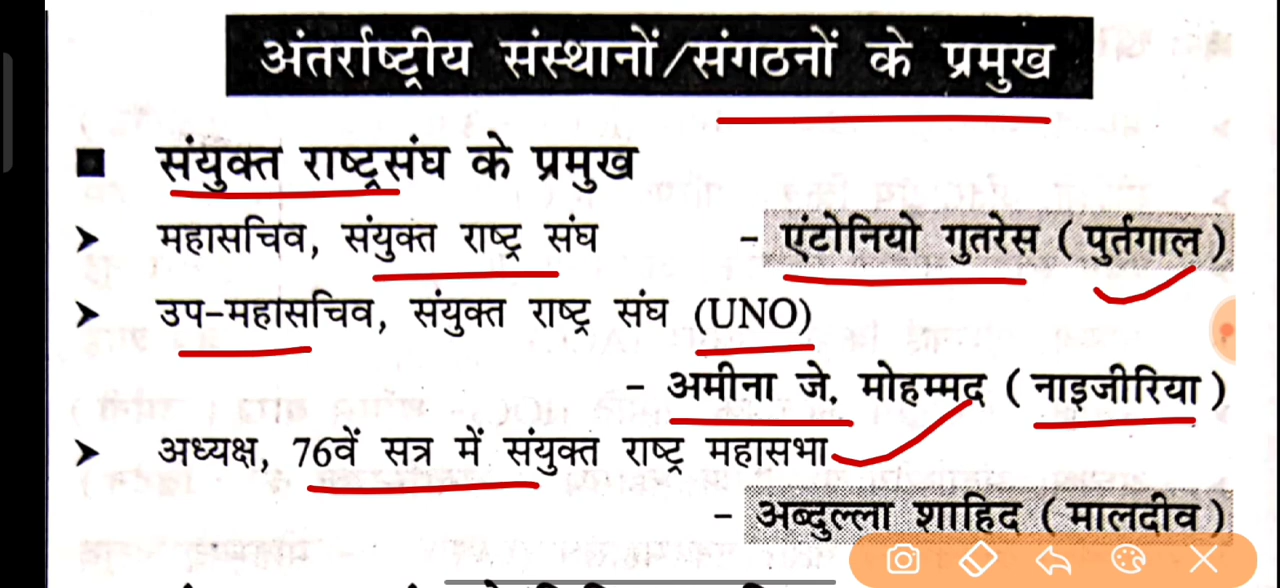 अंतर्राष्ट्रीय संस्थानों/संगठनों के प्रमुख
■ संयुक्त राष्ट्रसंघ के प्रमुख
➤ महासचिव, संयुक्त राष्ट्र संघ - एंटोनियो गुतरेस (पुर्तगाल)
➤ उप-महासचिव, संयुक्त राष्ट्र संघ (UNO)
- अमीना जे. मोहम्मद (नाइजीरिया)
➤ अध्यक्ष, 76वें सत्र में संयुक्त राष्ट्र महासभा
- अब्दुल्ला शाहिद (मालदीव)